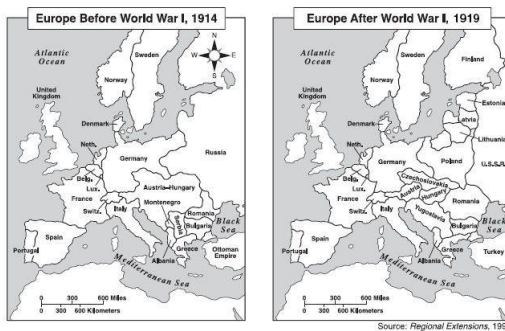 Europe Before World War I, 1914
Atlantic
Ocean
Sweden
Norway
N
W
E
S
United
Kingdom
Denmark
Neth.
Germany
Russia
Belg.
Lux.
Austria-Hungary
France
Montenegro
Switz.
Italy
Romania
Serbia
Bulgaria
Black
Sea
Portugal
Spain
Albania
Greece
Ottoman
Empire
Mediterranean Sea
0 300 600 Miles
0 300 600 Kilometers
Europe After World War I, 1919
Atlantic
Ocean
Sweden
Finland
Norway
Estonia
United
Kingdom
Latvia
Denmark
Lithuania
Neth.
Germany
Poland
U.S.S.R.
Belg.
Lux.
Czechoslovakia
Austria
Hungary
France
Switz.
Italy
Yugoslavia
Romania
Bulgaria
Black
Sea
Portugal
Spain
Albania
Greece
Turkey
Mediterranean Sea
0 300 600 Miles
0 300 600 Kilometers
Source: Regional Extensions, 199